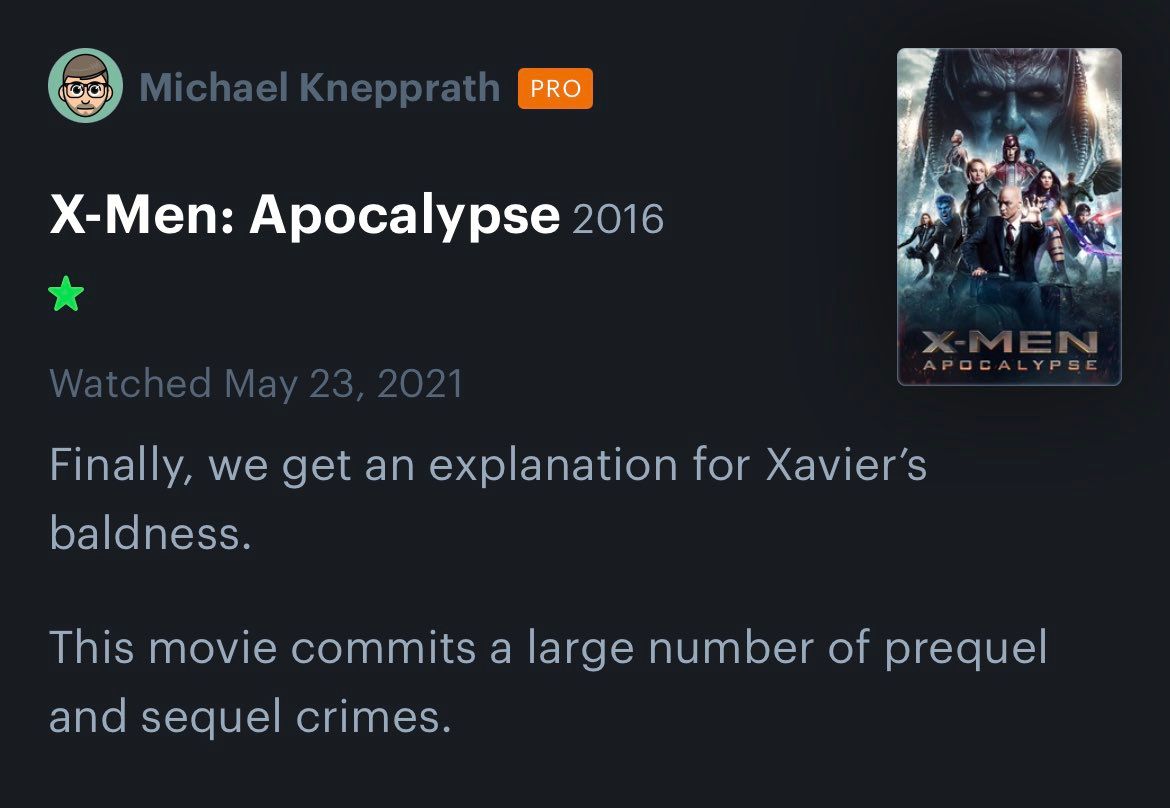 Michael Knepprath PRO
X-Men: Apocalypse 2016
Watched May 23, 2021
Finally, we get an explanation for Xavier’s
baldness.
This movie commits a large number of prequel
and sequel crimes.
X-MEN
APOCALYPSE